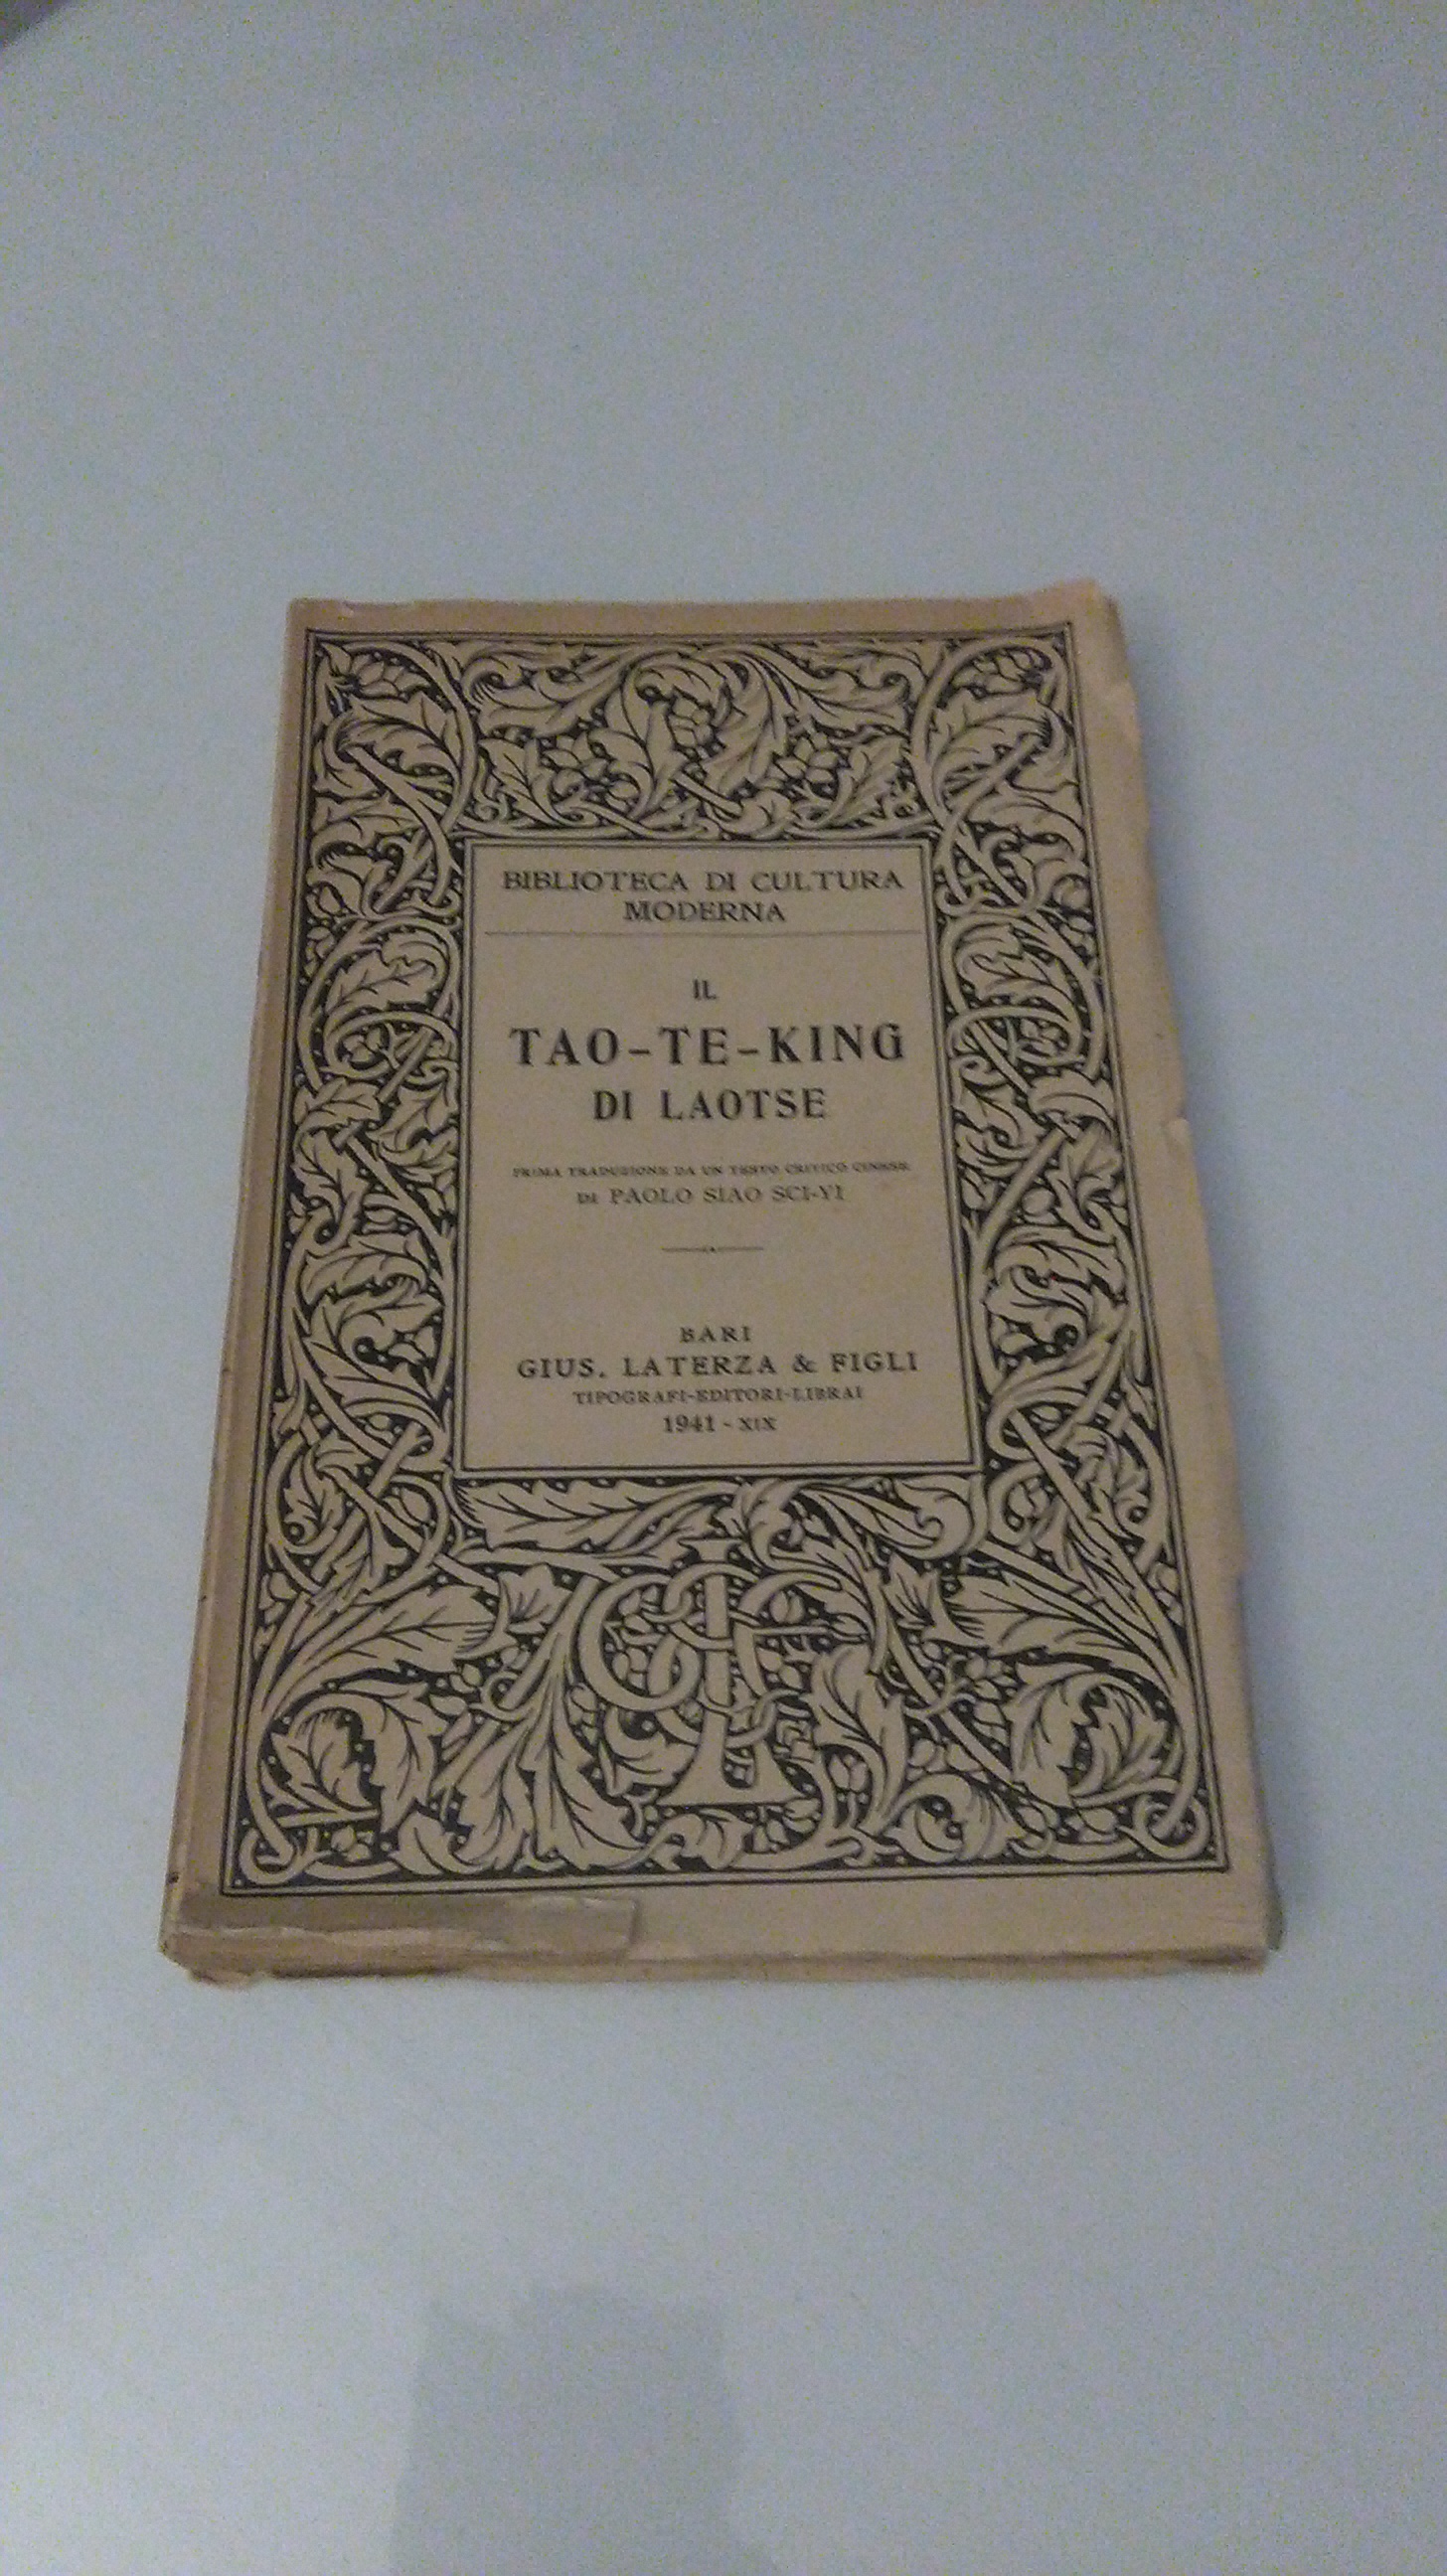 BIBLIOTECA DI CULTURA
MODERNA
IL
TAO-TE-KING
DI LAOTSE
PRIMA TRADUZIONE DA UN TESTO CRITICO CINESE
DI PAOLO SIAO SCI-YI
BARI
GIUS. LATERZA & FIGLI
TIPOGRAFI-EDITORI-LIBRAI
1941 - XIX